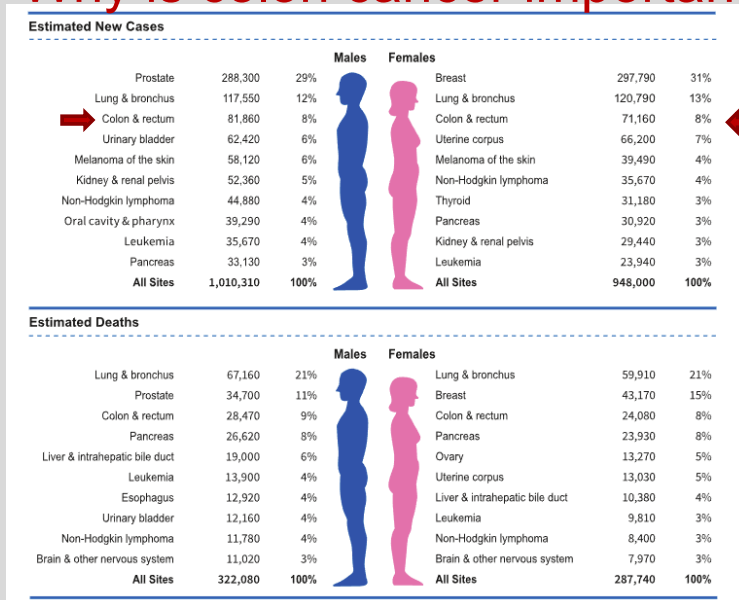 Why is colon cancer important
Estimated New Cases
Males Females
Prostate 288,300 29% Breast 297,790 31%
Lung & bronchus 117,550 12% Lung & bronchus 120,790 13%
Colon & rectum 81,860 8% Colon & rectum 71,160 8%
Urinary bladder 62,420 6% Uterine corpus 66,200 7%
Melanoma of the skin 58,120 6% Melanoma of the skin 39,490 4%
Kidney & renal pelvis 52,360 5% Non-Hodgkin lymphoma 35,670 4%
Non-Hodgkin lymphoma 44,880 4% Thyroid 31,180 3%
Oral cavity & pharynx 39,290 4% Pancreas 30,920 3%
Leukemia 35,670 4% Kidney & renal pelvis 29,440 3%
Pancreas 33,130 3% Leukemia 23,940 3%
All Sites 1,010,310 100% All Sites 948,000 100%
Estimated Deaths
Males Females
Lung & bronchus 67,160 21% Lung & bronchus 59,910 21%
Prostate 34,700 11% Breast 43,170 15%
Colon & rectum 28,470 9% Colon & rectum 24,080 8%
Pancreas 26,620 8% Pancreas 23,930 8%
Liver & intrahepatic bile duct 19,000 6% Ovary 13,270 5%
Leukemia 13,900 4% Uterine corpus 13,030 5%
Esophagus 12,920 4% Liver & intrahepatic bile duct 10,380 4%
Urinary bladder 12,160 4% Leukemia 9,810 3%
Non-Hodgkin lymphoma 11,780 4% Non-Hodgkin lymphoma 8,400 3%
Brain & other nervous system 11,020 3% Brain & other nervous system 7,970 3%
All Sites 322,080 100% All Sites 287,740 100%